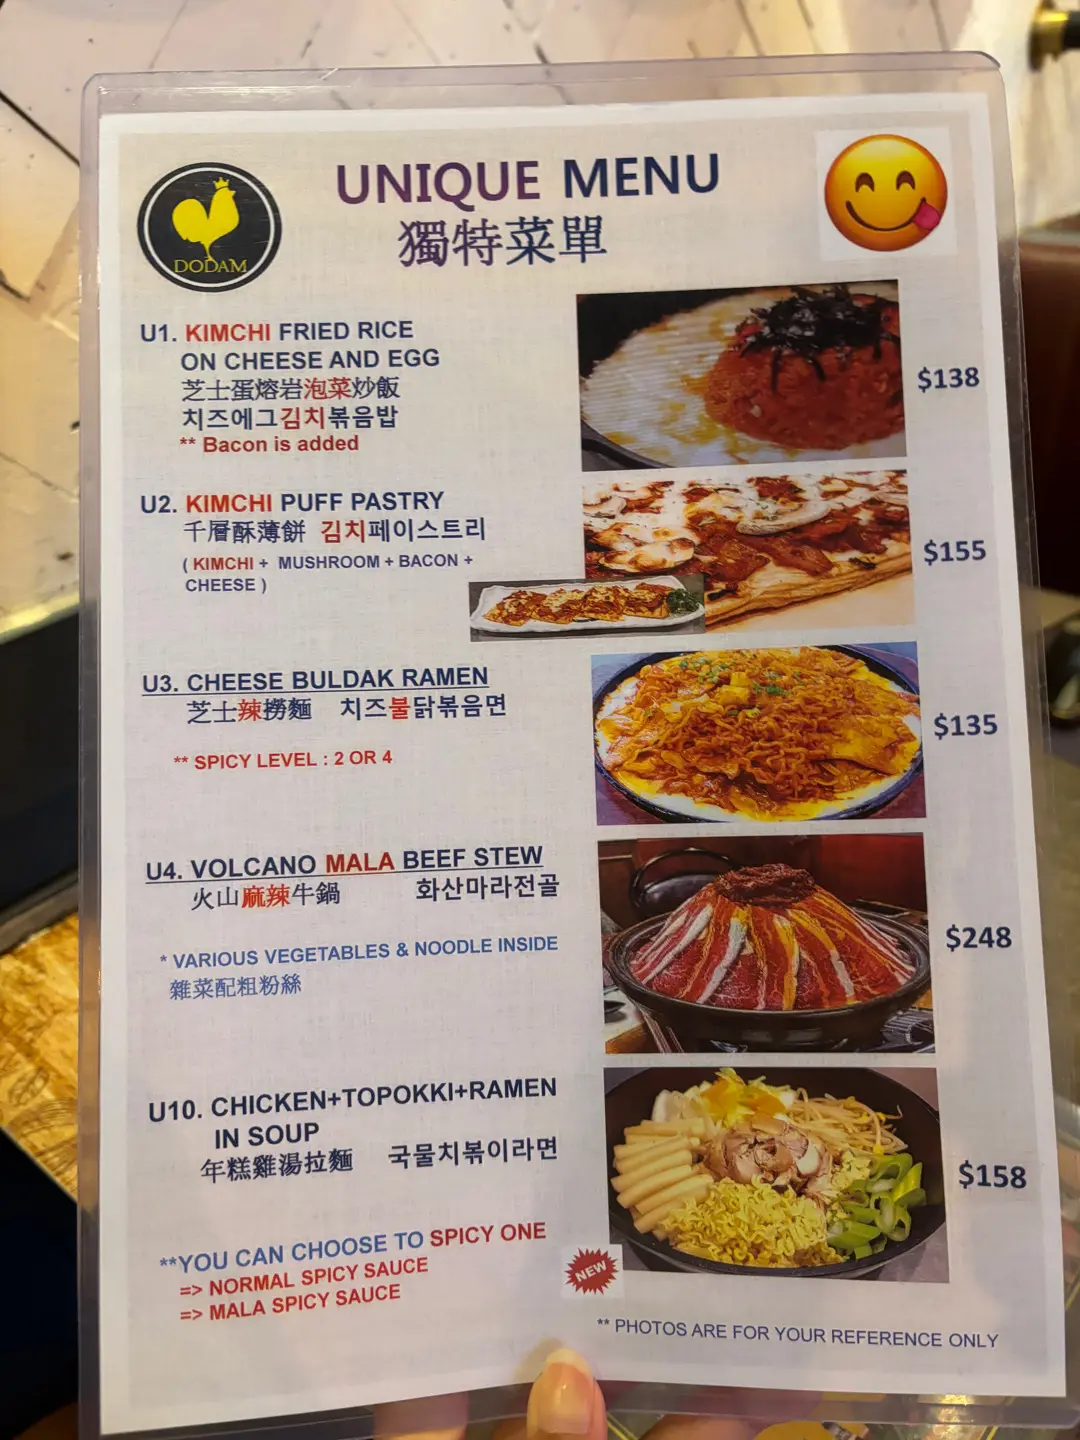 UNIQUE MENU
獨特菜單
DODAM
U1. KIMCHI FRIED RICE
ON CHEESE AND EGG
芝士蛋熔岩泡菜炒飯
치즈에그김치볶음밥
** Bacon is added
$138
U2. KIMCHI PUFF PASTRY
千層酥薄餅 김치페이스트리
( KIMCHI + MUSHROOM + BACON +
CHEESE )
$155
U3. CHEESE BULDAK RAMEN
芝士辣撈麵 치즈불닭볶음면
** SPICY LEVEL : 2 OR 4
$135
U4. VOLCANO MALA BEEF STEW
火山麻辣牛鍋 화산마라전골
* VARIOUS VEGETABLES & NOODLE INSIDE
雜菜配粗粉絲
$248
U10. CHICKEN+TOPOKKI+RAMEN
IN SOUP
年糕雞湯拉麵 국물치볶이라면
$158
**YOU CAN CHOOSE TO SPICY ONE
=> NORMAL SPICY SAUCE
=> MALA SPICY SAUCE
NEW
** PHOTOS ARE FOR YOUR REFERENCE ONLY